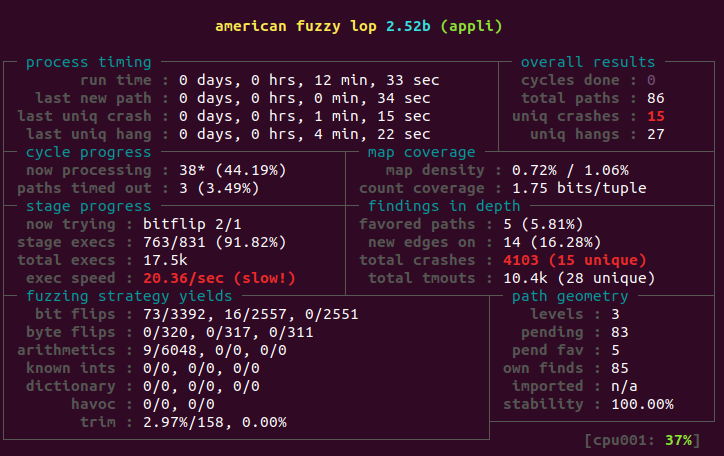 american fuzzy lop 2.52b (appli)
process timing overall results
run time : 0 days, 0 hrs, 12 min, 33 sec cycles done : 0
last new path : 0 days, 0 hrs, 0 min, 34 sec total paths : 86
last uniq crash : 0 days, 0 hrs, 1 min, 15 sec uniq crashes : 15
last uniq hang : 0 days, 0 hrs, 4 min, 22 sec uniq hangs : 27
cycle progress map coverage
now processing : 38* (44.19%) map density : 0.72% / 1.06%
paths timed out : 3 (3.49%) count coverage : 1.75 bits/tuple
stage progress findings in depth
now trying : bitflip 2/1 favored paths : 5 (5.81%)
stage execs : 763/831 (91.82%) new edges on : 14 (16.28%)
total execs : 17.5k total crashes : 4103 (15 unique)
exec speed : 20.36/sec (slow!) total tmouts : 10.4k (28 unique)
fuzzing strategy yields path geometry
bit flips : 73/3392, 16/2557, 0/2551 levels : 3
byte flips : 0/320, 0/317, 0/311 pending : 83
arithmetics : 9/6048, 0/0, 0/0 pend fav : 5
known ints : 0/0, 0/0, 0/0 own finds : 85
dictionary : 0/0, 0/0, 0/0 imported : n/a
havoc : 0/0, 0/0 stability : 100.00%
trim : 2.97%/158, 0.00%
[cpu001: 37%]